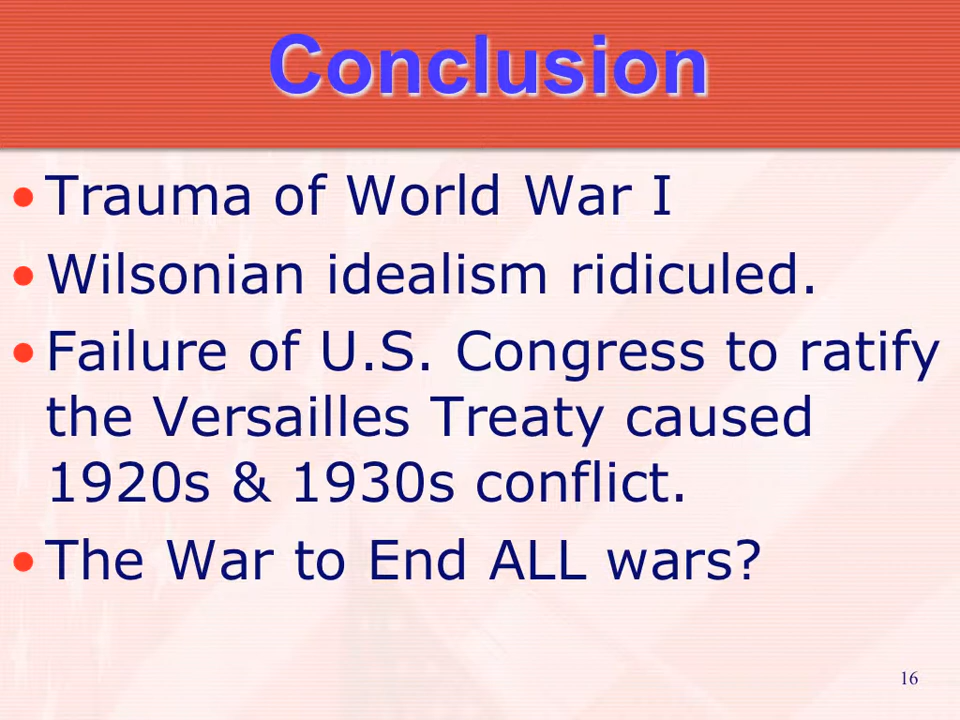 Conclusion
• Trauma of World War I
• Wilsonian idealism ridiculed.
• Failure of U.S. Congress to ratify
the Versailles Treaty caused
1920s & 1930s conflict.
• The War to End ALL wars?
16